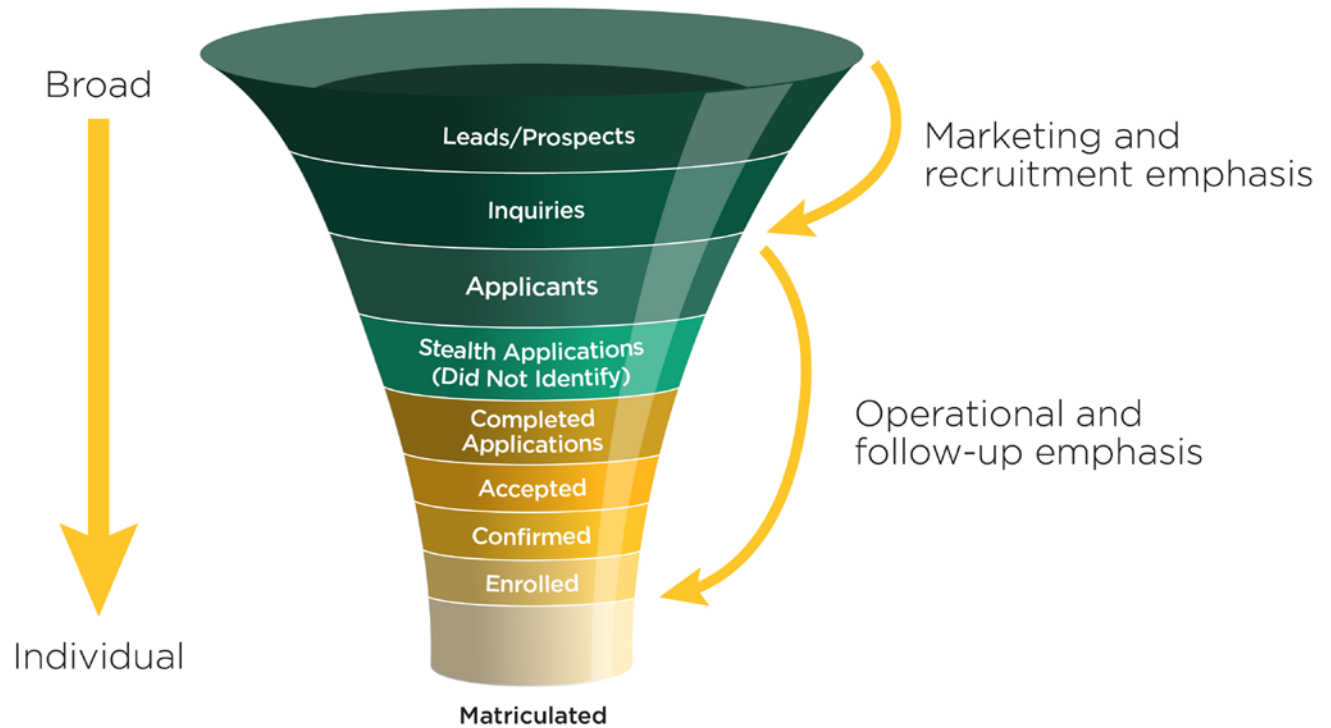 Broad
Individual
Leads/Prospects
Inquiries
Applicants
Stealth Applications
(Did Not Identify)
Completed
Applications
Accepted
Confirmed
Enrolled
Matriculated
Marketing and
recruitment emphasis
Operational and
follow-up emphasis